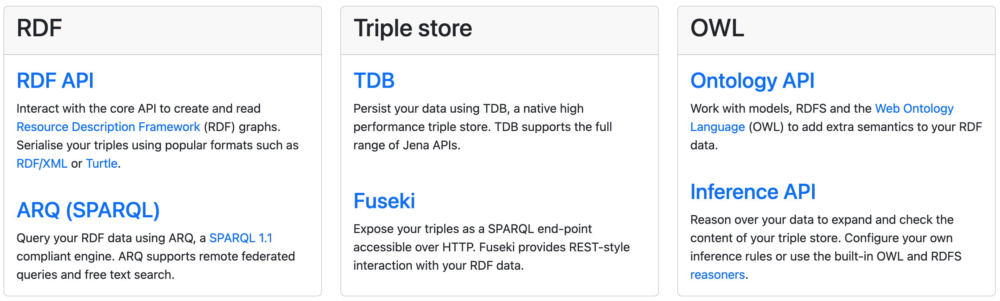 RDF
RDF API
Interact with the core API to create and read
Resource Description Framework (RDF) graphs.
Serialise your triples using popular formats such as
RDF/XML or Turtle.
ARQ (SPARQL)
Query your RDF data using ARQ, a SPARQL 1.1
compliant engine. ARQ supports remote federated
queries and free text search.
Triple store
TDB
Persist your data using TDB, a native high
performance triple store. TDB supports the full
range of Jena APIs.
Fuseki
Expose your triples as a SPARQL end-point
accessible over HTTP. Fuseki provides REST-style
interaction with your RDF data.
OWL
Ontology API
Work with models, RDFS and the Web Ontology
Language (OWL) to add extra semantics to your RDF
data.
Inference API
Reason over your data to expand and check the
content of your triple store. Configure your own
inference rules or use the built-in OWL and RDFS
reasoners.